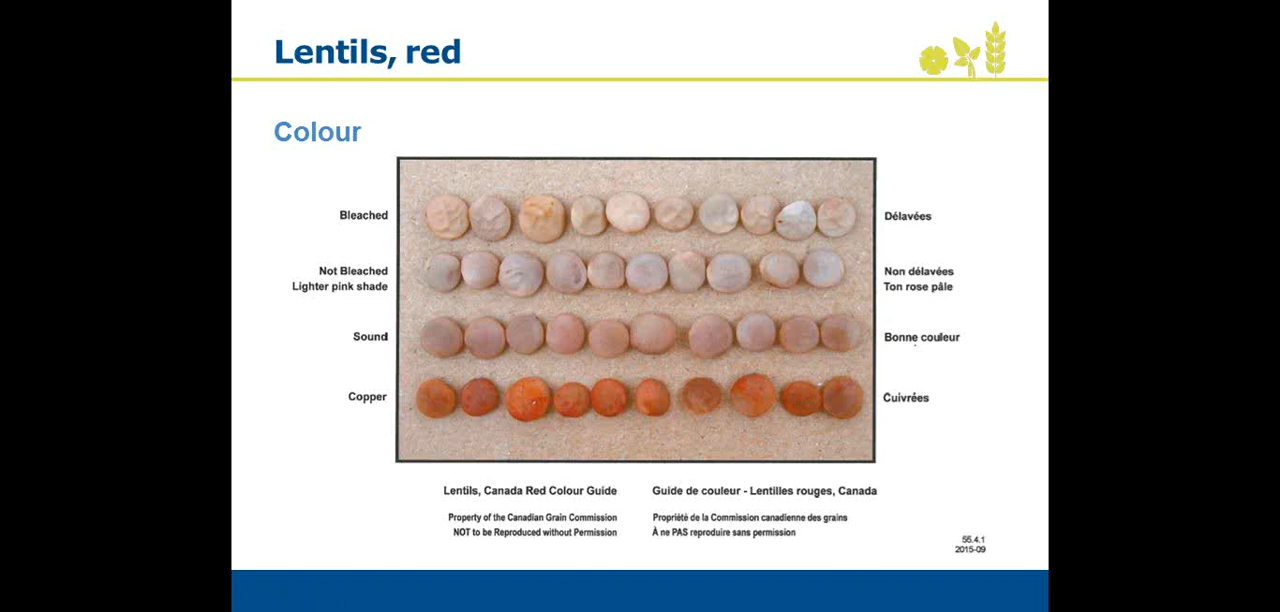 Lentils, red
Colour
Bleached
Délavées
Not Bleached
Lighter pink shade
Non délavées
Ton rose pâle
Sound
Bonne couleur
Copper
Cuivrées
Lentils, Canada Red Colour Guide
Property of the Canadian Grain Commission
NOT to be Reproduced without Permission
Guide de couleur - Lentilles rouges, Canada
Propriété de la Commission canadienne des grains
À ne PAS reproduire sans permission
55.4.1
2015-09